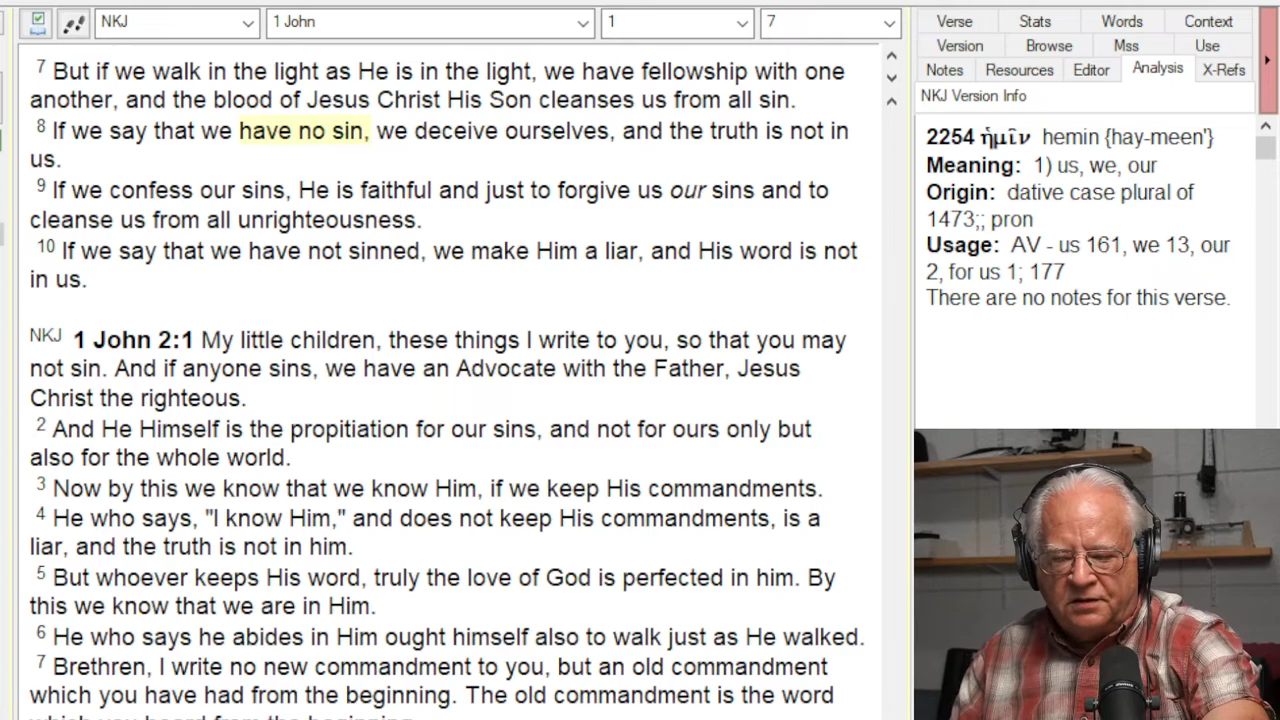 NKJ 1 John 1 7
7 But if we walk in the light as He is in the light, we have fellowship with one
another, and the blood of Jesus Christ His Son cleanses us from all sin.
8 If we say that we have no sin, we deceive ourselves, and the truth is not in
us.
9 If we confess our sins, He is faithful and just to forgive us our sins and to
cleanse us from all unrighteousness.
10 If we say that we have not sinned, we make Him a liar, and His word is not
in us.
NKJ 1 John 2:1 My little children, these things I write to you, so that you may
not sin. And if anyone sins, we have an Advocate with the Father, Jesus
Christ the righteous.
2 And He Himself is the propitiation for our sins, and not for ours only but
also for the whole world.
3 Now by this we know that we know Him, if we keep His commandments.
4 He who says, "I know Him," and does not keep His commandments, is a
liar, and the truth is not in him.
5 But whoever keeps His word, truly the love of God is perfected in him. By
this we know that we are in Him.
6 He who says he abides in Him ought himself also to walk just as He walked.
7 Brethren, I write no new commandment to you, but an old commandment
which you have had from the beginning. The old commandment is the word
which you heard from the beginning.
Verse Stats Words Context
Version Browse Mss Use
Notes Resources Editor Analysis X-Refs
NKJ Version Info
2254 ἡμῖν hemin {hay-meen'}
Meaning: 1) us, we, our
Origin: dative case plural of
1473;; pron
Usage: AV - us 161, we 13, our
2, for us 1; 177
There are no notes for this verse.